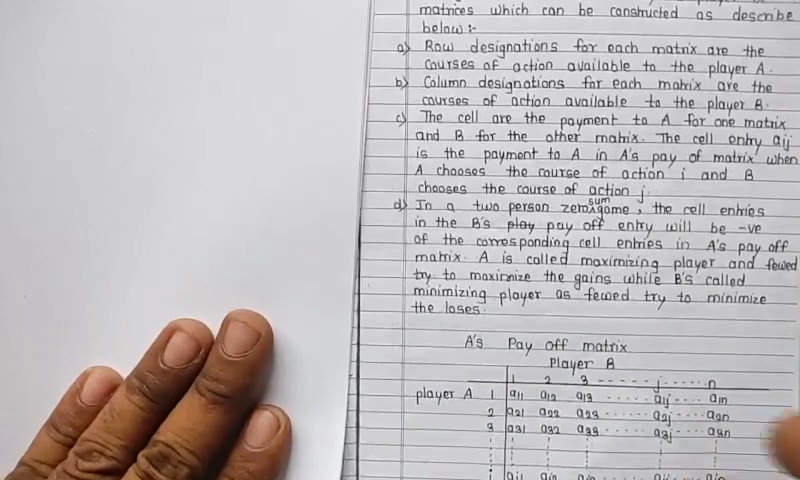 matrices which can be constructed as describe
below :-
a) Row designations for each matrix are the
courses of action available to the player A.
b) Column designations for each matrix are the
courses of action available to the player B.
c) The cell are the payment to A for one matrix
and B for the other matrix. The cell entry aij
is the payment to A in A's pay of matrix when
A chooses the course of action i and B
chooses the course of action j.
d) In a two person zero sum game, the cell entries
in the B's play pay off entry will be -ve
of the corresponding cell entries in A's pay off
matrix. A is called maximizing player and fewed
try to maximize the gains while B's called
minimizing player as fewed try to minimize
the loses.
A's Pay off matrix
Player B
1 2 3 ------ j ----- n
player A 1 a11 a12 a13 ------ a1j ---- a1n
2 a21 a22 a23 ------ a2j ---- a2n
3 a31 a32 a33 ------ a3j ---- a3n